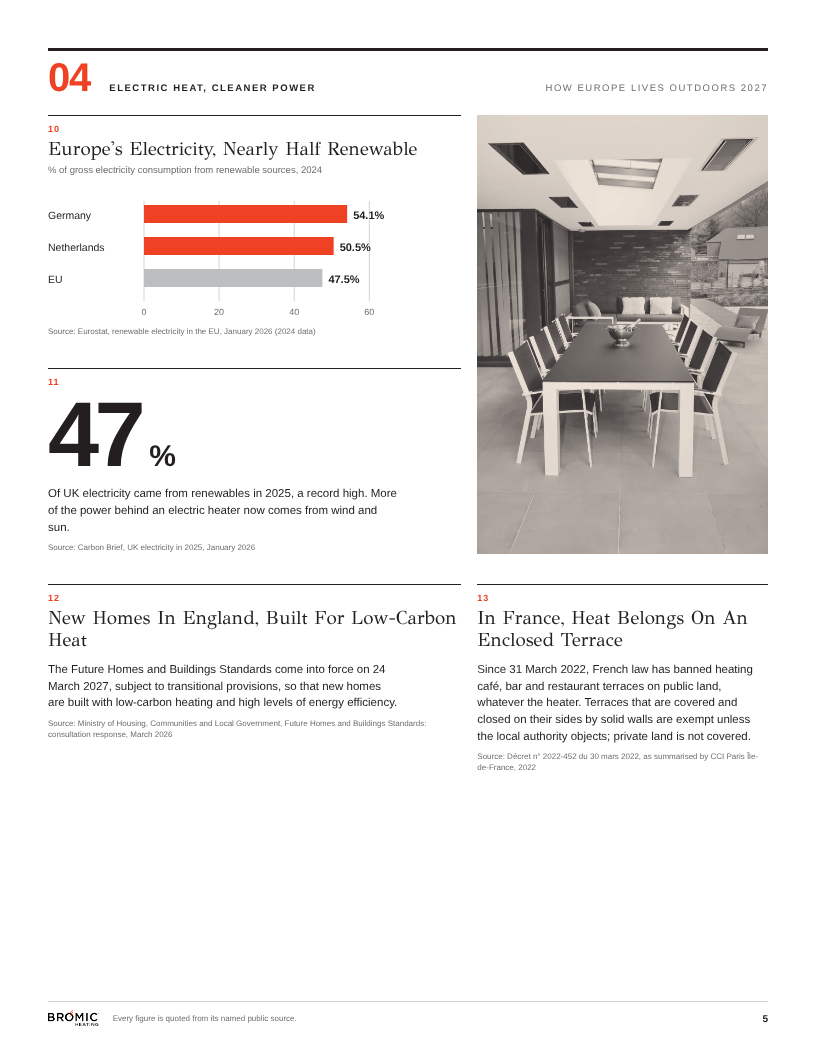 04 ELECTRIC HEAT, CLEANER POWER
HOW EUROPE LIVES OUTDOORS 2027
10
Europe’s Electricity, Nearly Half Renewable
% of gross electricity consumption from renewable sources, 2024
Germany 54.1%
Netherlands 50.5%
EU 47.5%
0 20 40 60
Source: Eurostat, renewable electricity in the EU, January 2026 (2024 data)
11
47 %
Of UK electricity came from renewables in 2025, a record high. More
of the power behind an electric heater now comes from wind and
sun.
Source: Carbon Brief, UK electricity in 2025, January 2026
12
New Homes In England, Built For Low-Carbon
Heat
The Future Homes and Buildings Standards come into force on 24
March 2027, subject to transitional provisions, so that new homes
are built with low-carbon heating and high levels of energy efficiency.
Source: Ministry of Housing, Communities and Local Government, Future Homes and Buildings Standards:
consultation response, March 2026
13
In France, Heat Belongs On An
Enclosed Terrace
Since 31 March 2022, French law has banned heating
café, bar and restaurant terraces on public land,
whatever the heater. Terraces that are covered and
closed on their sides by solid walls are exempt unless
the local authority objects; private land is not covered.
Source: Décret n° 2022-452 du 30 mars 2022, as summarised by CCI Paris Île-
de-France, 2022
BROMIC
HEATING
Every figure is quoted from its named public source.
5